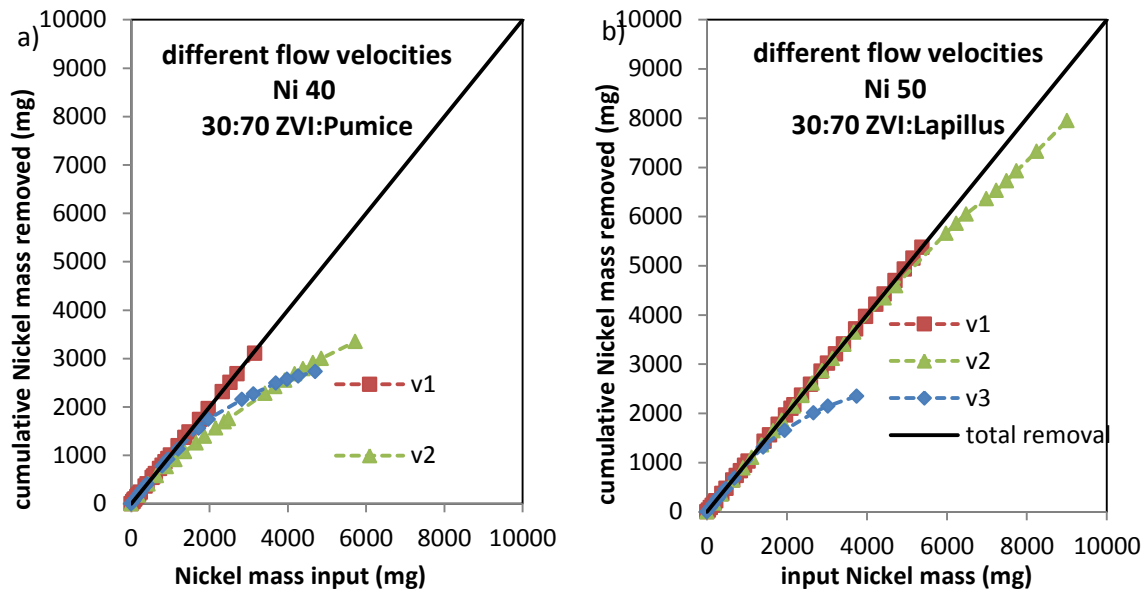 a)
different flow velocities
Ni 40
30:70 ZVI:Pumice
cumulative Nickel mass removed (mg)
10000
9000
8000
7000
6000
5000
4000
3000
2000
1000
0
0 2000 4000 6000 8000 10000
Nickel mass input (mg)
v1
v2
b)
different flow velocities
Ni 50
30:70 ZVI:Lapillus
cumulative Nickel mass removed (mg)
10000
9000
8000
7000
6000
5000
4000
3000
2000
1000
0
0 2000 4000 6000 8000 10000
input Nickel mass (mg)
v1
v2
v3
total removal